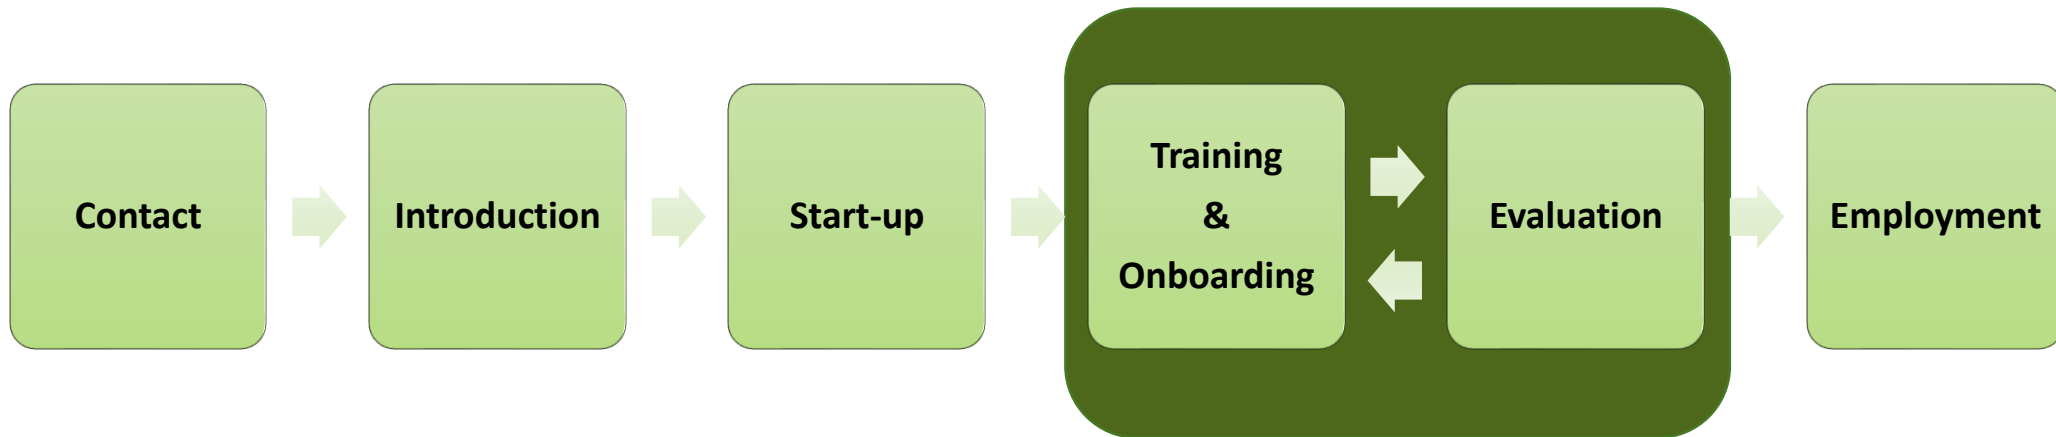 Contact
Introduction
Start-up
Training
&
Onboarding
Evaluation
Employment